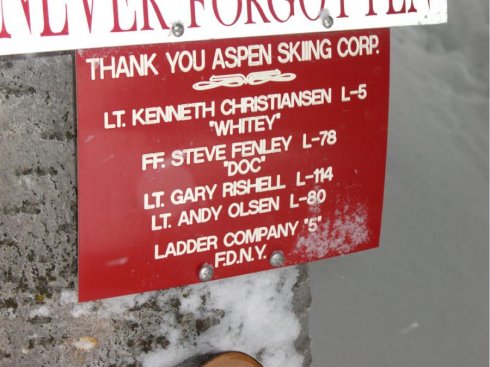 NEVER FORGOTTEN
THANK YOU ASPEN SKIING CORP.
LT. KENNETH CHRISTIANSEN L-5
"WHITEY"
FF. STEVE FENLEY L-78
"DOC"
LT. GARY RISHELL L-114
LT. ANDY OLSEN L-80
LADDER COMPANY "5"
F.D.N.Y.